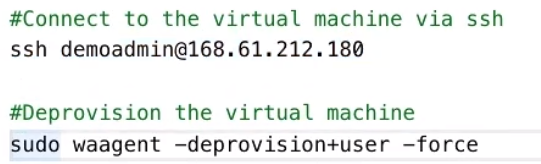 #Connect to the virtual machine via ssh
ssh demoadmin@168.61.212.180
#Deprovision the virtual machine
sudo waagent -deprovision+user -force